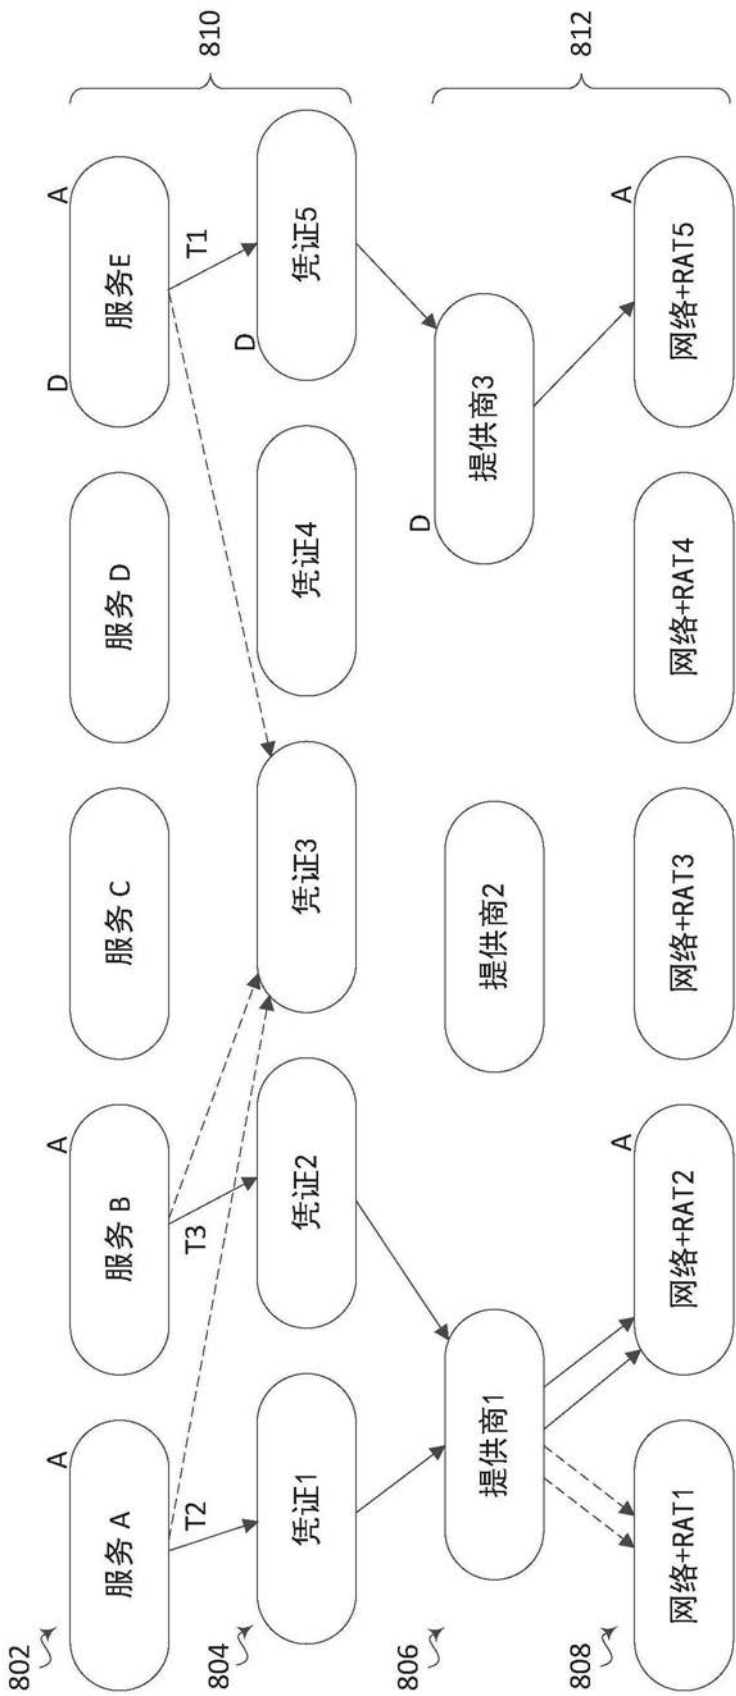 802
服务 A
A
服务 B
A
服务 C
服务 D
D
服务E
A
810
T2
T3
T1
804
凭证1
凭证2
凭证3
凭证4
D
凭证5
806
提供商1
提供商2
D
提供商3
812
808
网络+RAT1
网络+RAT2
A
网络+RAT3
网络+RAT4
网络+RAT5
A